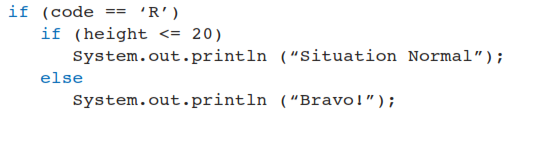 if (code == ‘R’)
if (height <= 20)
System.out.println (“Situation Normal”);
else
System.out.println (“Bravo!”);